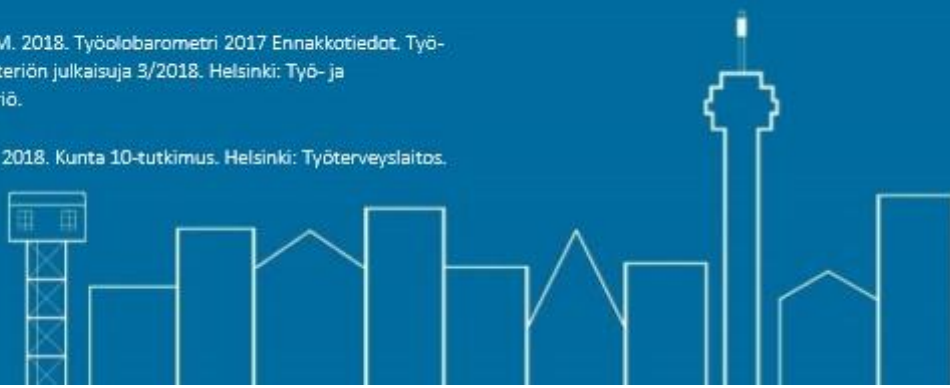 M. 2018. Työolobarometri 2017 Ennakkotiedot. Työ-
teriön julkaisuja 3/2018. Helsinki: Työ- ja
iö.
2018. Kunta 10-tutkimus. Helsinki: Työterveyslaitos.